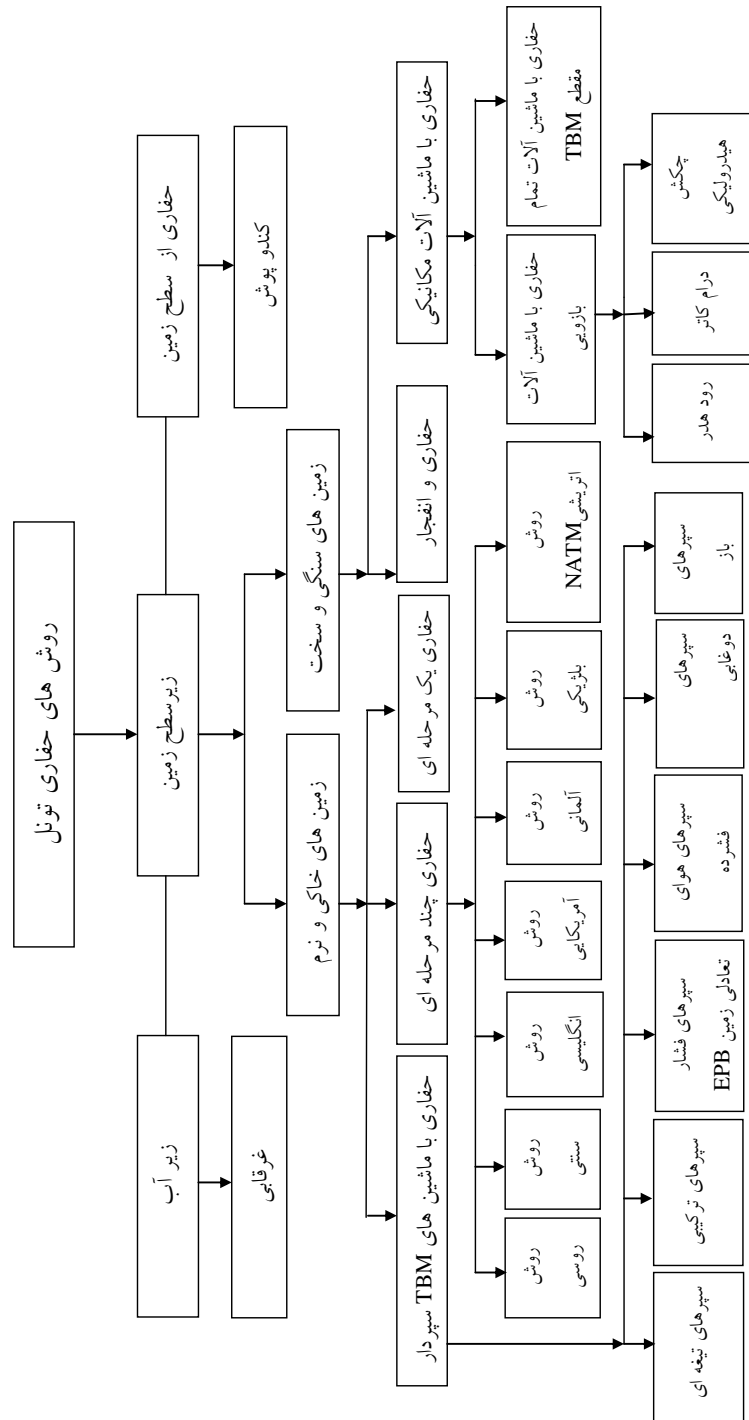 روش های حفاری تونل
حفاری از سطح زمین
زیرسطح زمین
زیر آب
کندو پوش
غرقابی
زمین های سنگی و سخت
زمین های خاکی و نرم
حفاری با ماشین آلات مکانیکی
حفاری و انفجار
حفاری یک مرحله ای
حفاری چند مرحله ای
حفاری با ماشین های TBM سپردار
حفاری با ماشین آلات تمام
مقطع TBM
حفاری با ماشین آلات
بازویی
روش
اتریشیNATM
روش
بلژیکی
روش
آلمانی
روش
آمریکایی
روش
انگلیسی
روش
سنتی
روش
روسی
چکش
هیدرولیکی
درام کاتر
رود هدر
سپرهای
باز
سپرهای
دوغابی
سپرهای هوای
فشرده
سپرهای فشار
تعادلی زمین EPB
سپرهای ترکیبی
سپرهای تیغه ای